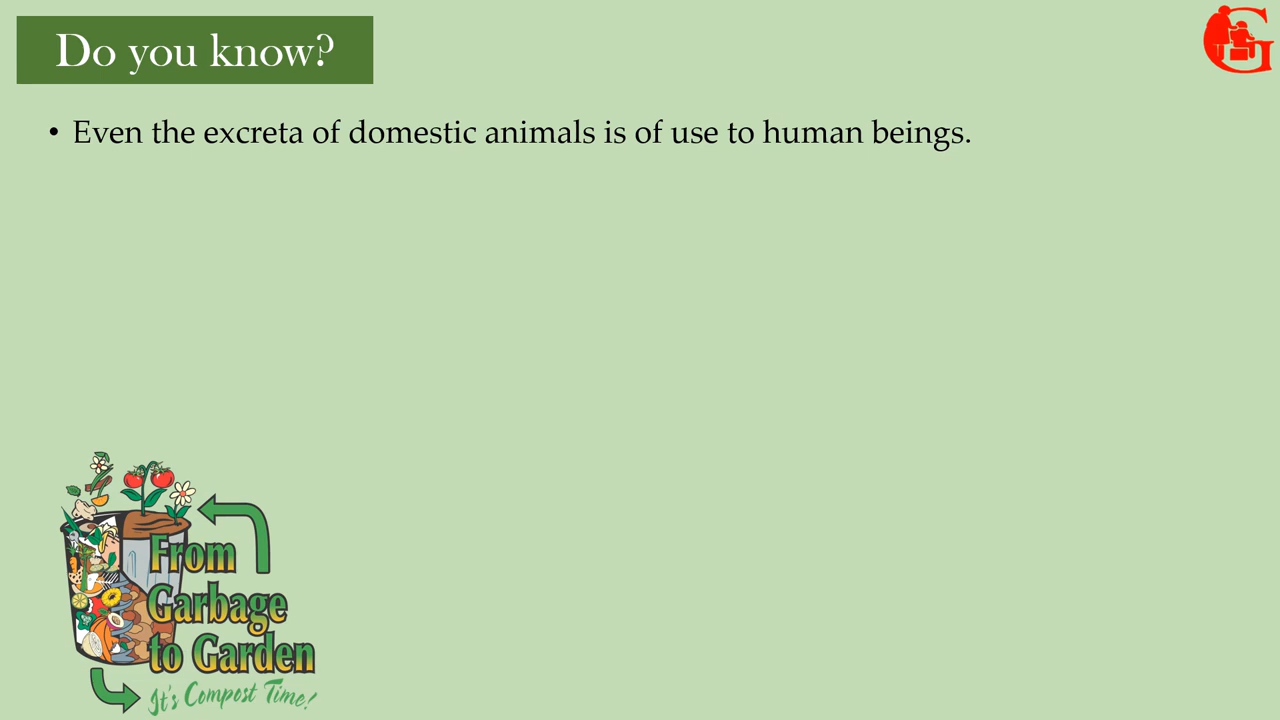 Do you know?
• Even the excreta of domestic animals is of use to human beings.
From
Garbage
to Garden
It's Compost Time!